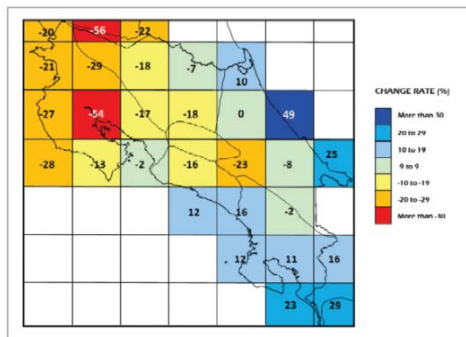 -20 -56 -22
-21 -29 -18 -7 10
-27 -54 -17 -18 0 49
-28 -13 -2 -16 -23 -8 25
12 16 -2
12 11 16
23 29
CHANGE RATE (%)
More than 30
20 to 29
10 to 19
9 to 9
-10 to -19
-20 to -29
More than -30